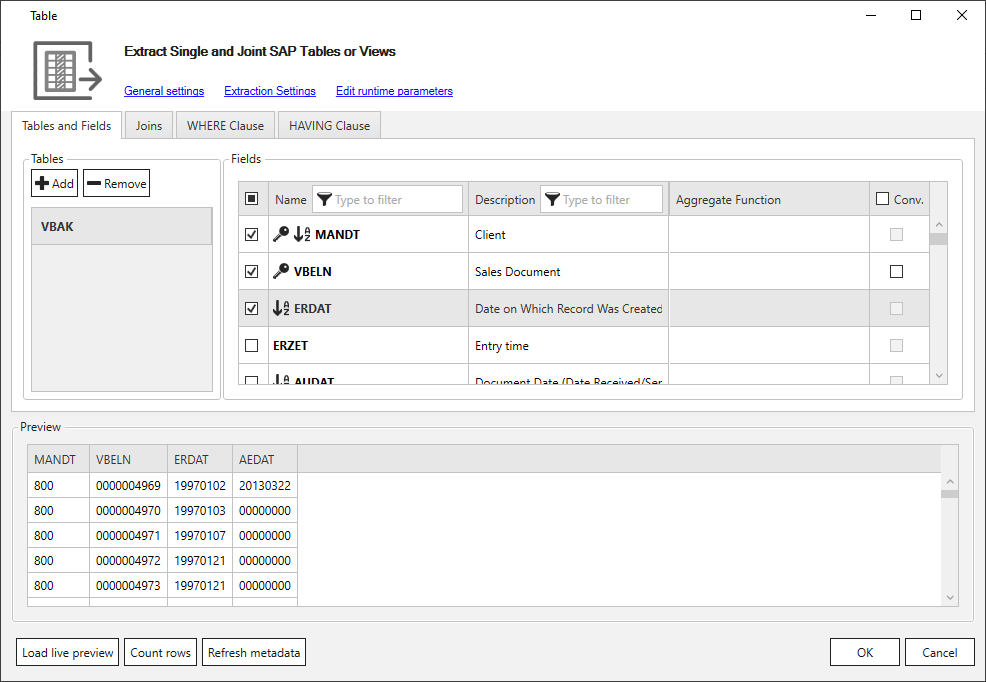 Table
Extract Single and Joint SAP Tables or Views
General settings Extraction Settings Edit runtime parameters
Tables and Fields Joins WHERE Clause HAVING Clause
Tables
Add Remove
VBAK
Fields
Name Type to filter Description Type to filter Aggregate Function Conv.
MANDT Client
VBELN Sales Document
ERDAT Date on Which Record Was Created
ERZET Entry time
AUDAT Document Date (Date Received/Ser
Preview
MANDT VBELN ERDAT AEDAT
800 0000004969 19970102 20130322
800 0000004970 19970103 00000000
800 0000004971 19970107 00000000
800 0000004972 19970121 00000000
800 0000004973 19970121 00000000
Load live preview Count rows Refresh metadata OK Cancel